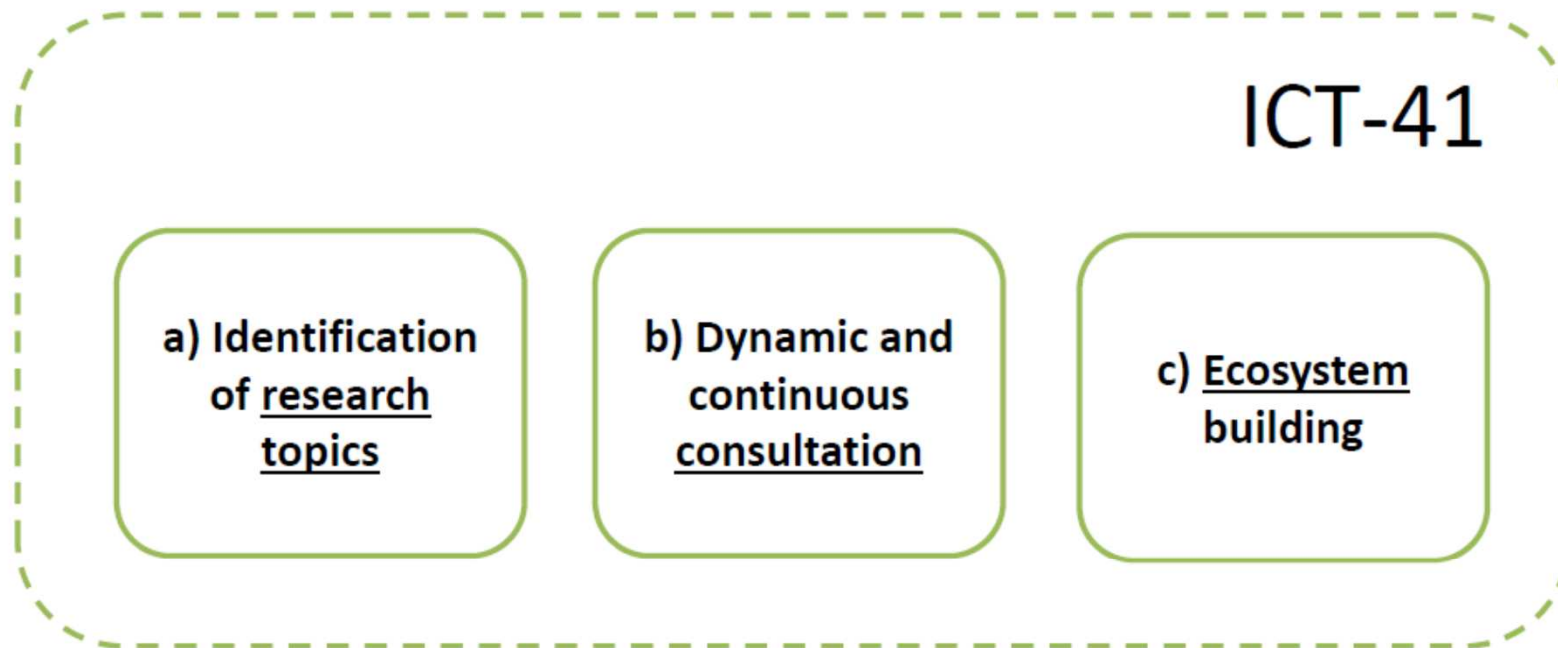 ICT-41
a) Identification
of research
topics
b) Dynamic and
continuous
consultation
c) Ecosystem
building